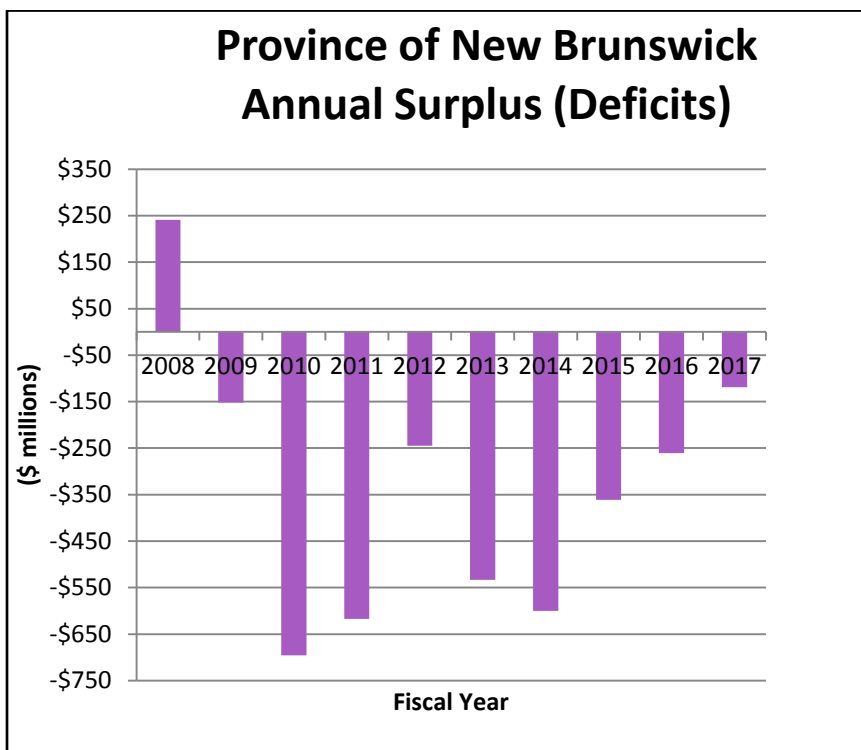 Province of New Brunswick
Annual Surplus (Deficits)
$350
$250
$150
$50
-$50
-$150
-$250
-$350
-$450
-$550
-$650
-$750
($ millions)
2008 2009 2010 2011 2012 2013 2014 2015 2016 2017
Fiscal Year